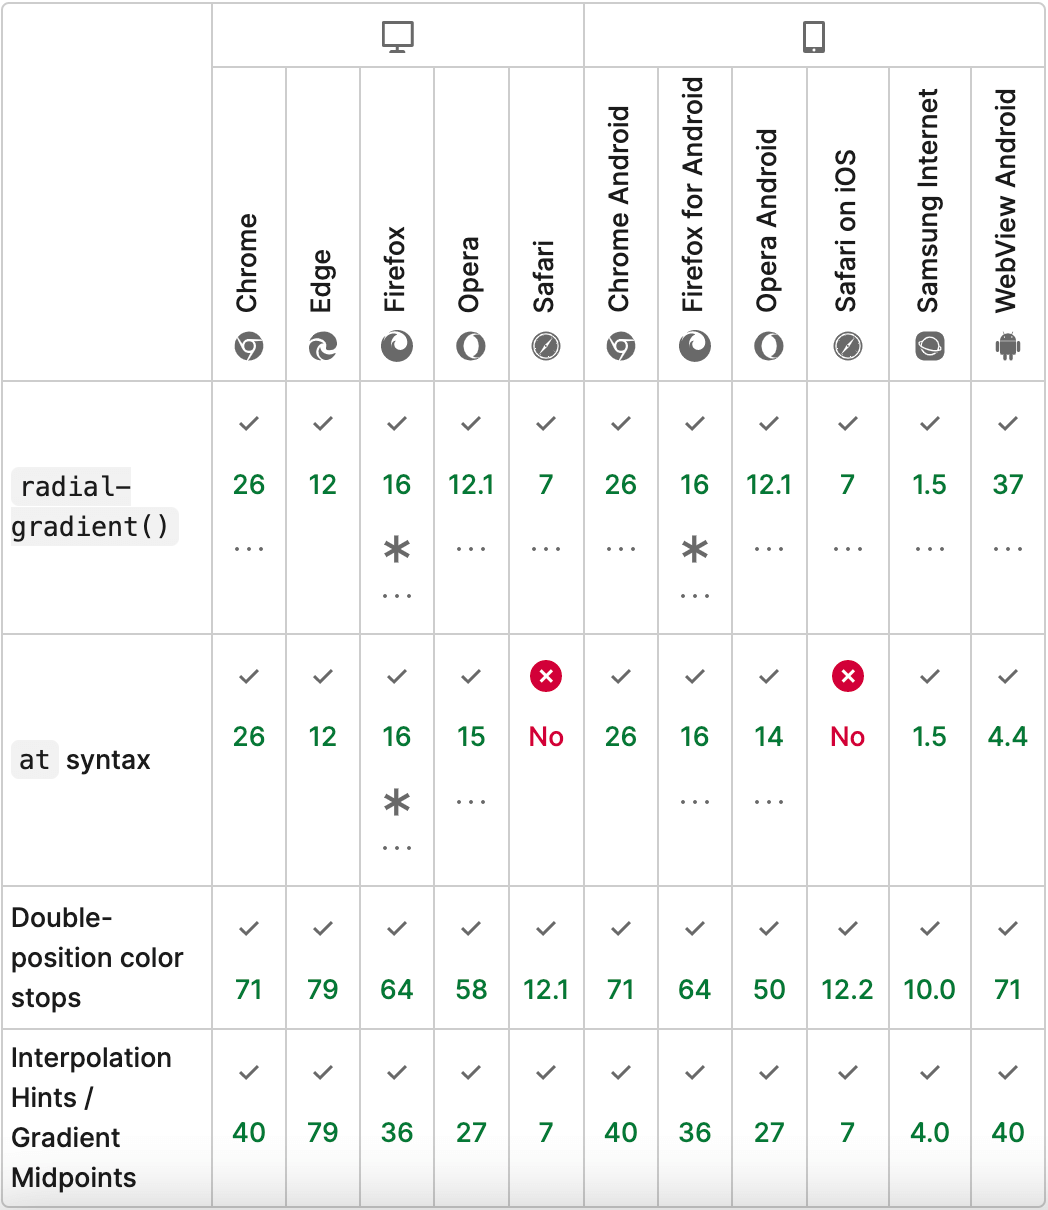 Chrome
Edge
Firefox
Opera
Safari
Chrome Android
Firefox for Android
Opera Android
Safari on iOS
Samsung Internet
WebView Android
radial-
gradient()
26 12 16 12.1 7 26 16 12.1 7 1.5 37
... * ... ... ... * ... ... ... ...
... ...
at syntax
26 12 16 15 No 26 16 14 No 1.5 4.4
* ... ... ...
...
Double-
position color
stops
71 79 64 58 12.1 71 64 50 12.2 10.0 71
Interpolation
Hints /
Gradient
Midpoints
40 79 36 27 7 40 36 27 7 4.0 40